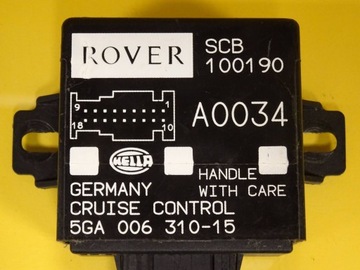 ROVER
SCB
100190
9
1
18
10
A0034
HELLA
HANDLE
WITH CARE
GERMANY
CRUISE CONTROL
5GA 006 310-15